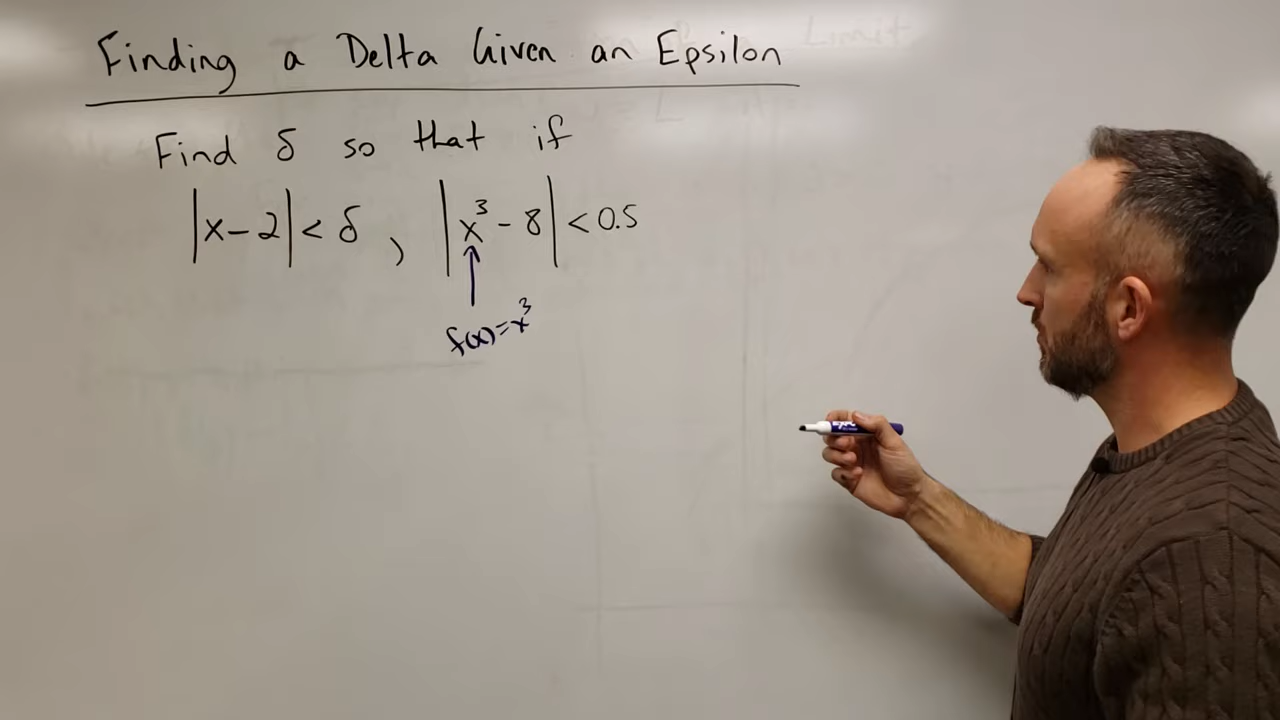 Finding a Delta Given an Epsilon
Find δ so that if
|x-2| < δ, |x³ - 8| < 0.5
f(x)=x³